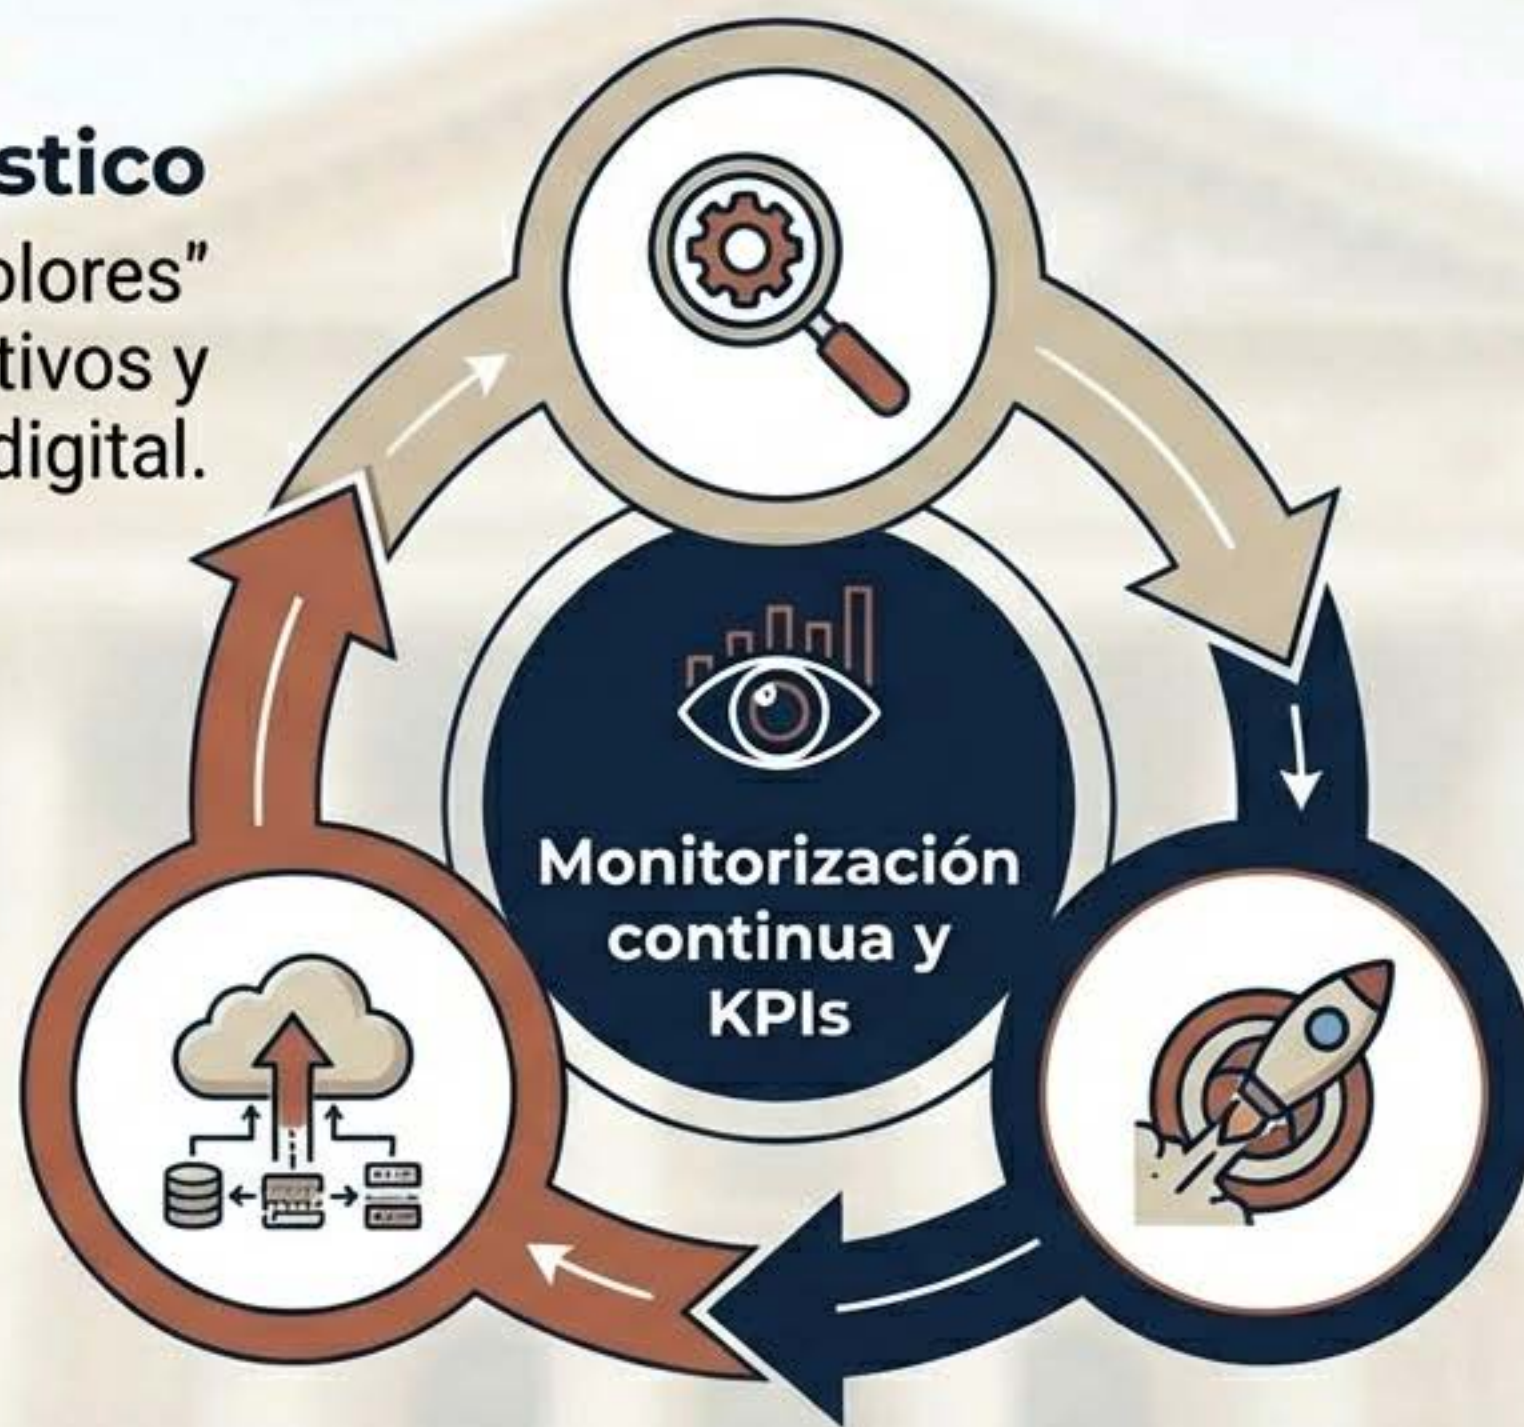 stico
olores”
tivos y
digital.
Monitorización
continua y
KPIs